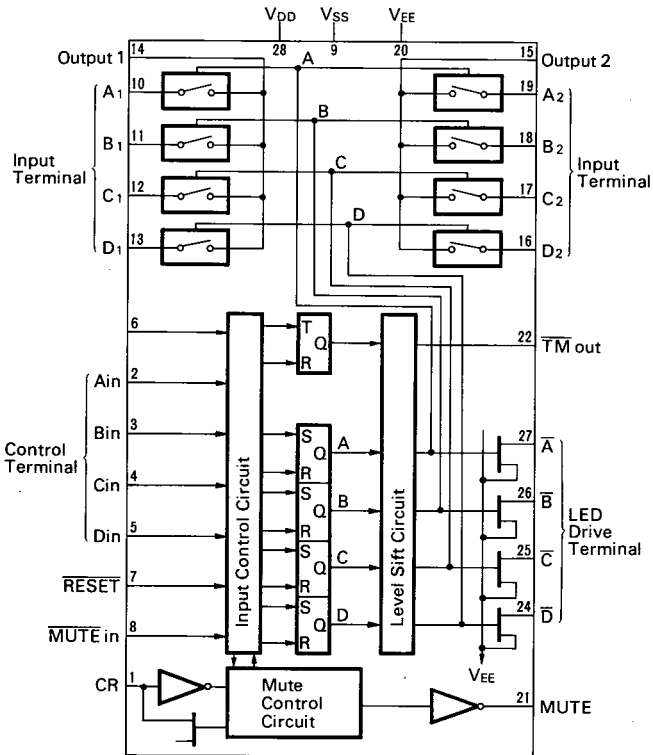 VDD VSS VEE
14 28 9 20 15
Output 1 A Output 2
10 19
A1 A2
B
11 18
B1 B2
Input Terminal
Input Terminal
C
12 17
C1 C2
D
13 16
D1 D2
6 T Q R 22 TM out
2
Ain
3 S A 27 A
Bin Q
Control Terminal
R
4 S B 26 B
Cin Q
R
5 S C 25 C
Din Q
LED Drive Terminal
7 R
RESET S D 24 D
Q
8 R
MUTE in
Input Control Circuit
Level Sift Circuit
VEE
1
CR
Mute Control Circuit
21
MUTE